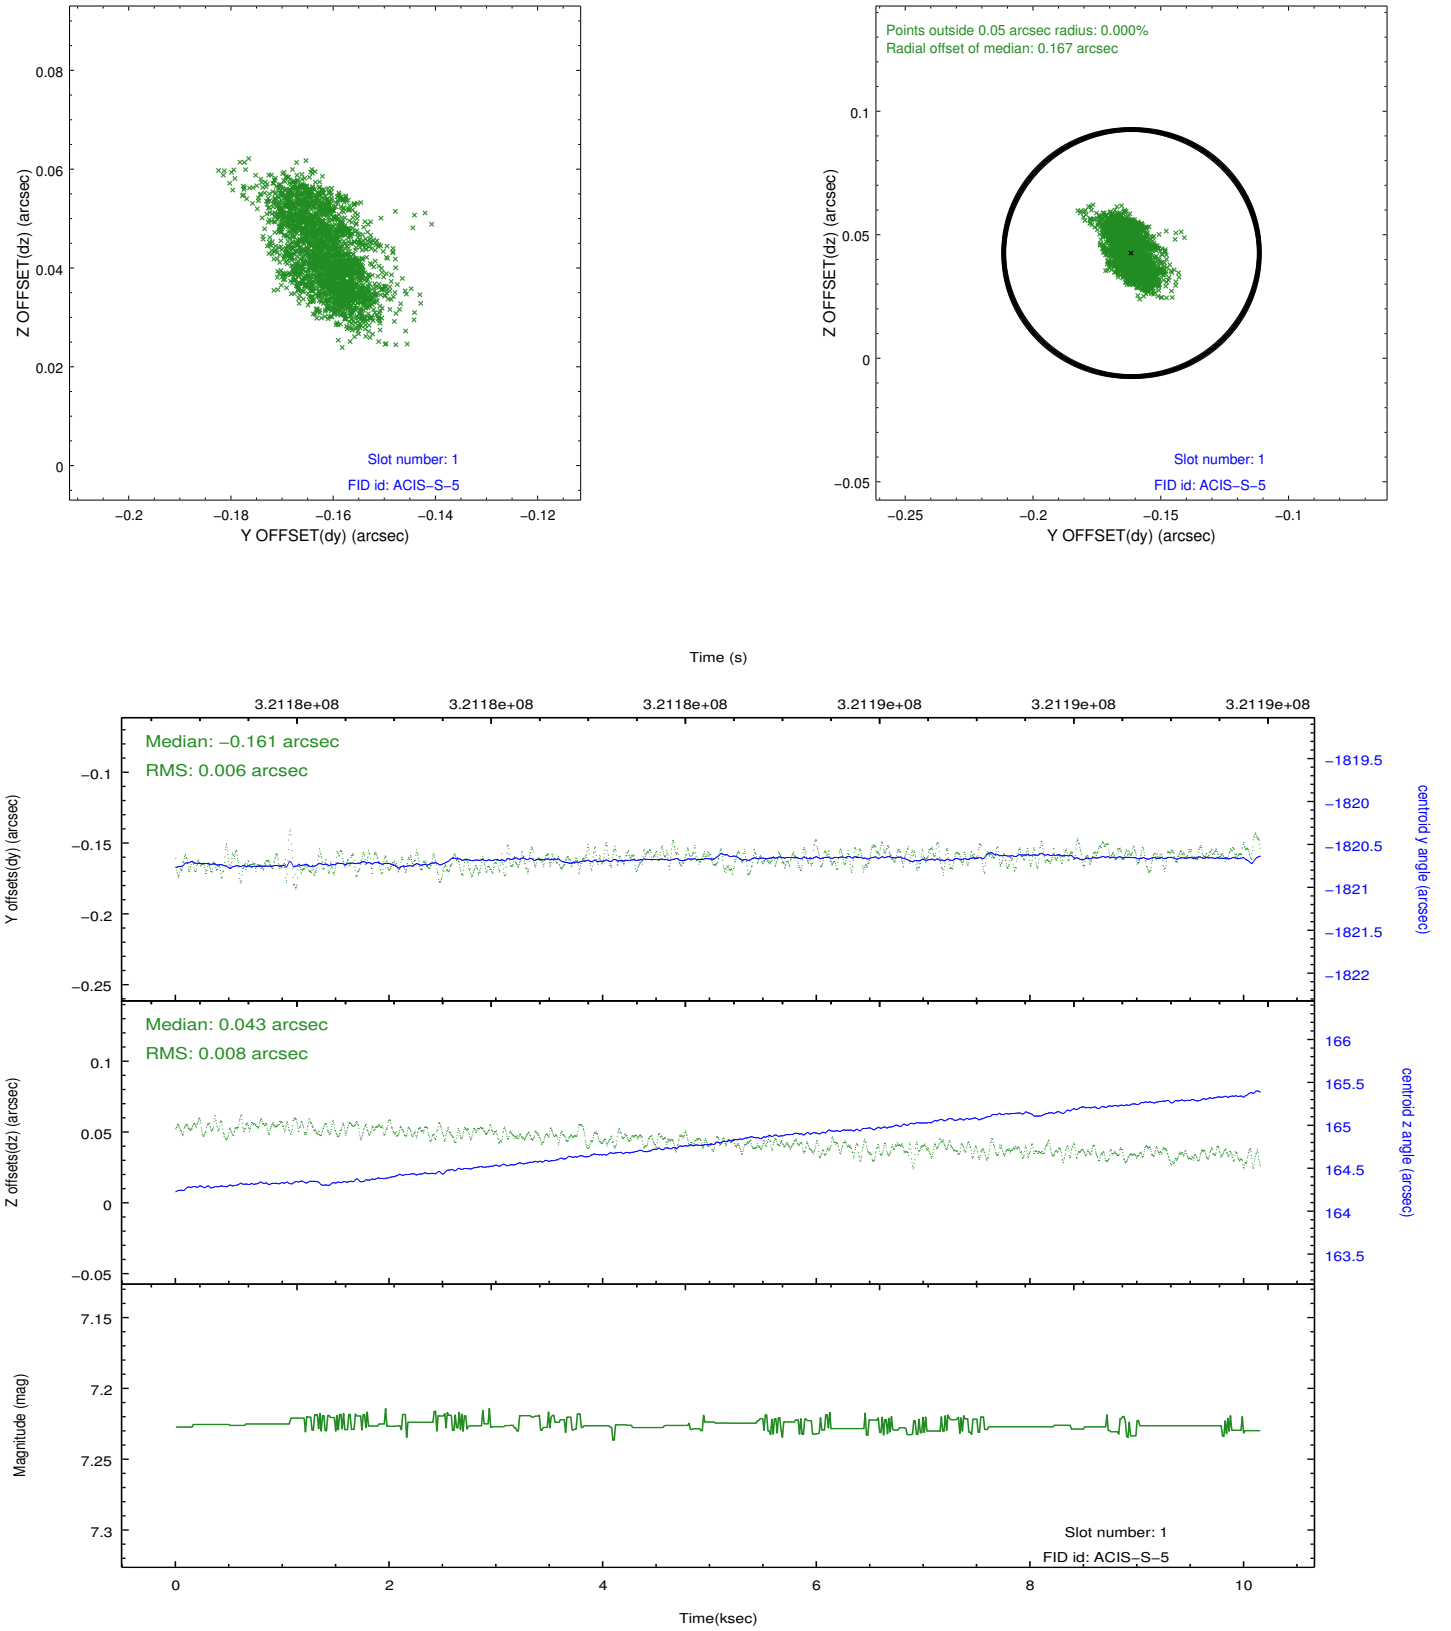 0.08
0.06
0.04
0.02
0
Z OFFSET(dz) (arcsec)
Slot number: 1
FID id: ACIS−S−5
−0.2
−0.18
−0.16
−0.14
−0.12
Y OFFSET(dy) (arcsec)
Points outside 0.05 arcsec radius: 0.000%
Radial offset of median: 0.167 arcsec
0.1
0.05
0
−0.05
Z OFFSET(dz) (arcsec)
Slot number: 1
FID id: ACIS−S−5
−0.25
−0.2
−0.15
−0.1
Y OFFSET(dy) (arcsec)
Time (s)
3.2118e+08
3.2118e+08
3.2118e+08
3.2119e+08
3.2119e+08
3.2119e+08
Median: −0.161 arcsec
RMS: 0.006 arcsec
−0.1
−0.15
−0.2
−0.25
Y offsets(dy) (arcsec)
−1819.5
−1820
−1820.5
−1821
−1821.5
−1822
centroid y angle (arcsec)
Median: 0.043 arcsec
RMS: 0.008 arcsec
0.1
0.05
0
−0.05
Z offsets(dz) (arcsec)
166
165.5
165
164.5
164
163.5
centroid z angle (arcsec)
7.15
7.2
7.25
7.3
Magnitude (mag)
Slot number: 1
FID id: ACIS−S−5
0
2
4
6
8
10
Time(ksec)